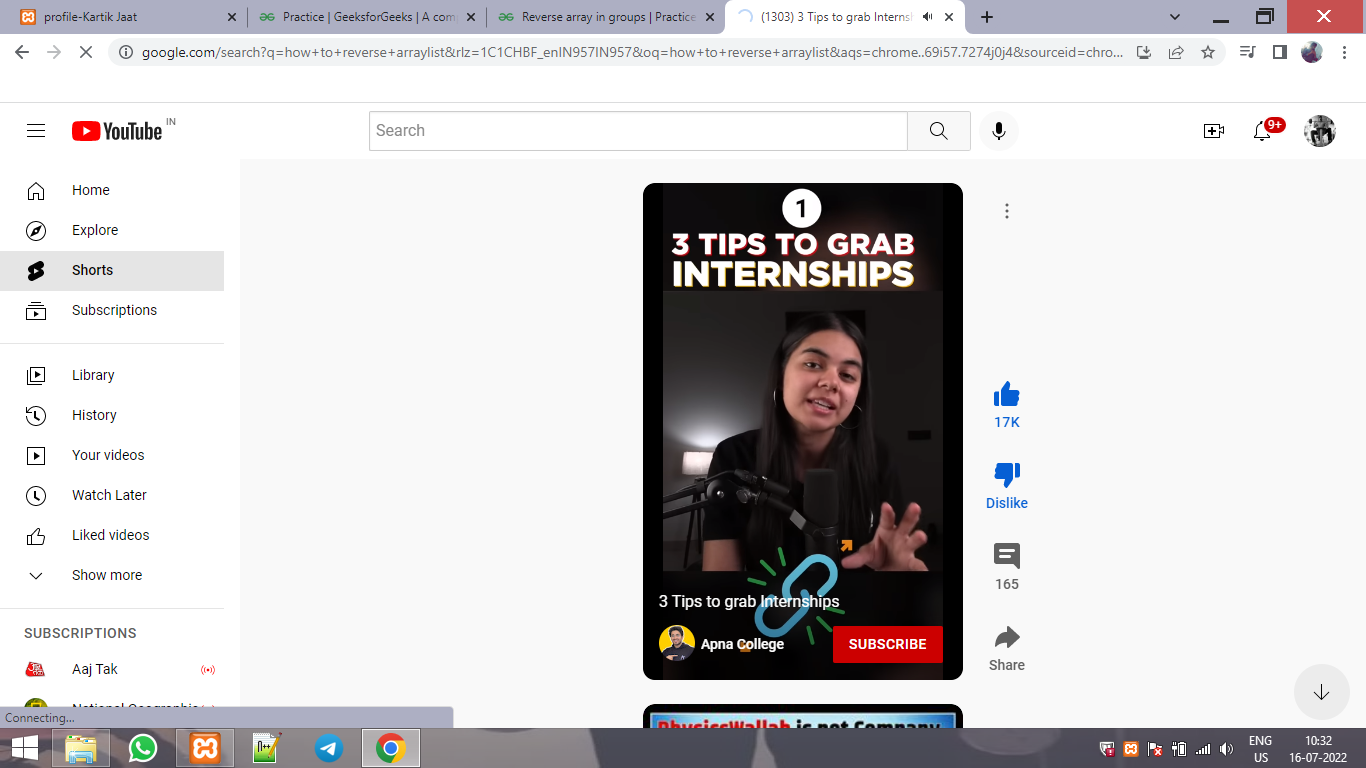 profile-Kartik Jaat
Practice | GeeksforGeeks | A com
Reverse array in groups | Practice
(1303) 3 Tips to grab Internsh
google.com/search?q=how+to+reverse+arraylist&rlz=1C1CHBF_enIN957IN957&oq=how+to+reverse+arraylist&aqs=chrome..69i57.7274j0j4&sourceid=chro...
YouTube IN
Search
9+
Home
Explore
Shorts
Subscriptions
Library
History
Your videos
Watch Later
Liked videos
Show more
SUBSCRIPTIONS
Aaj Tak
National Geographic
Connecting...
1
3 TIPS TO GRAB
INTERNSHIPS
3 Tips to grab Internships
Apna College
SUBSCRIBE
17K
Dislike
165
Share
PhysicsWallah is not Company
ENG
US
10:32
16-07-2022